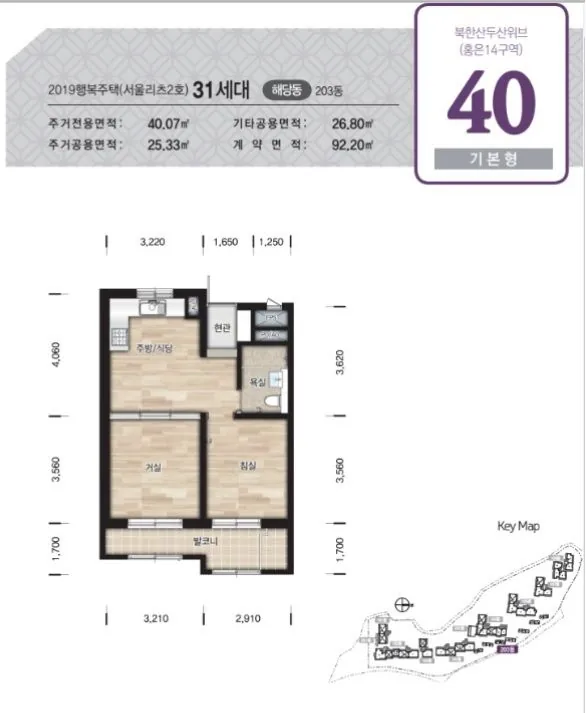 북한산두산위브
(홍은14구역)
40
기본형
2019행복주택(서울리츠2호) 31세대 해당동 203동
주거전용면적: 40.07㎡ 기타공용면적: 26.80㎡
주거공용면적: 25.33㎡ 계약면적: 92.20㎡
3,220 1,650 1,250
현관
주방/식당
욕실
4,060
3,620
거실
침실
3,560
3,560
발코니
1,700
1,700
3,210 2,910
Key Map
203동